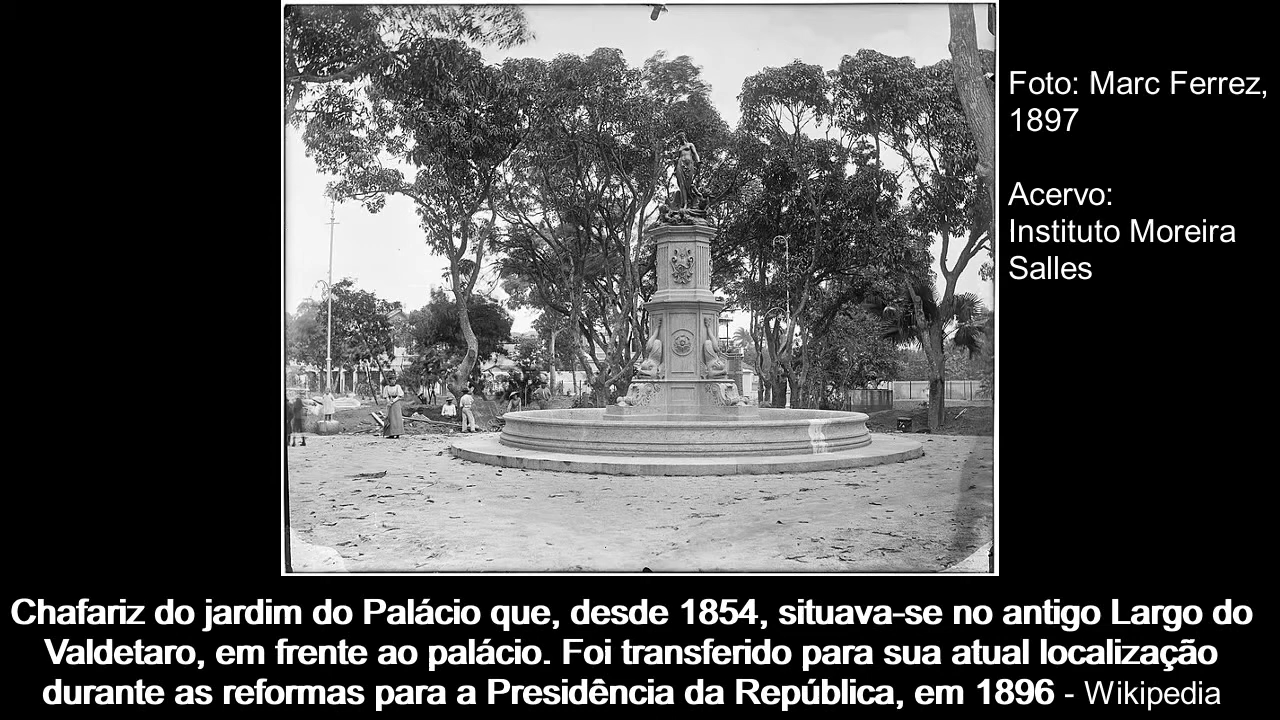 Foto: Marc Ferrez,
1897
Acervo:
Instituto Moreira
Salles
Chafariz do jardim do Palácio que, desde 1854, situava-se no antigo Largo do
Valdetaro, em frente ao palácio. Foi transferido para sua atual localização
durante as reformas para a Presidência da República, em 1896 - Wikipedia